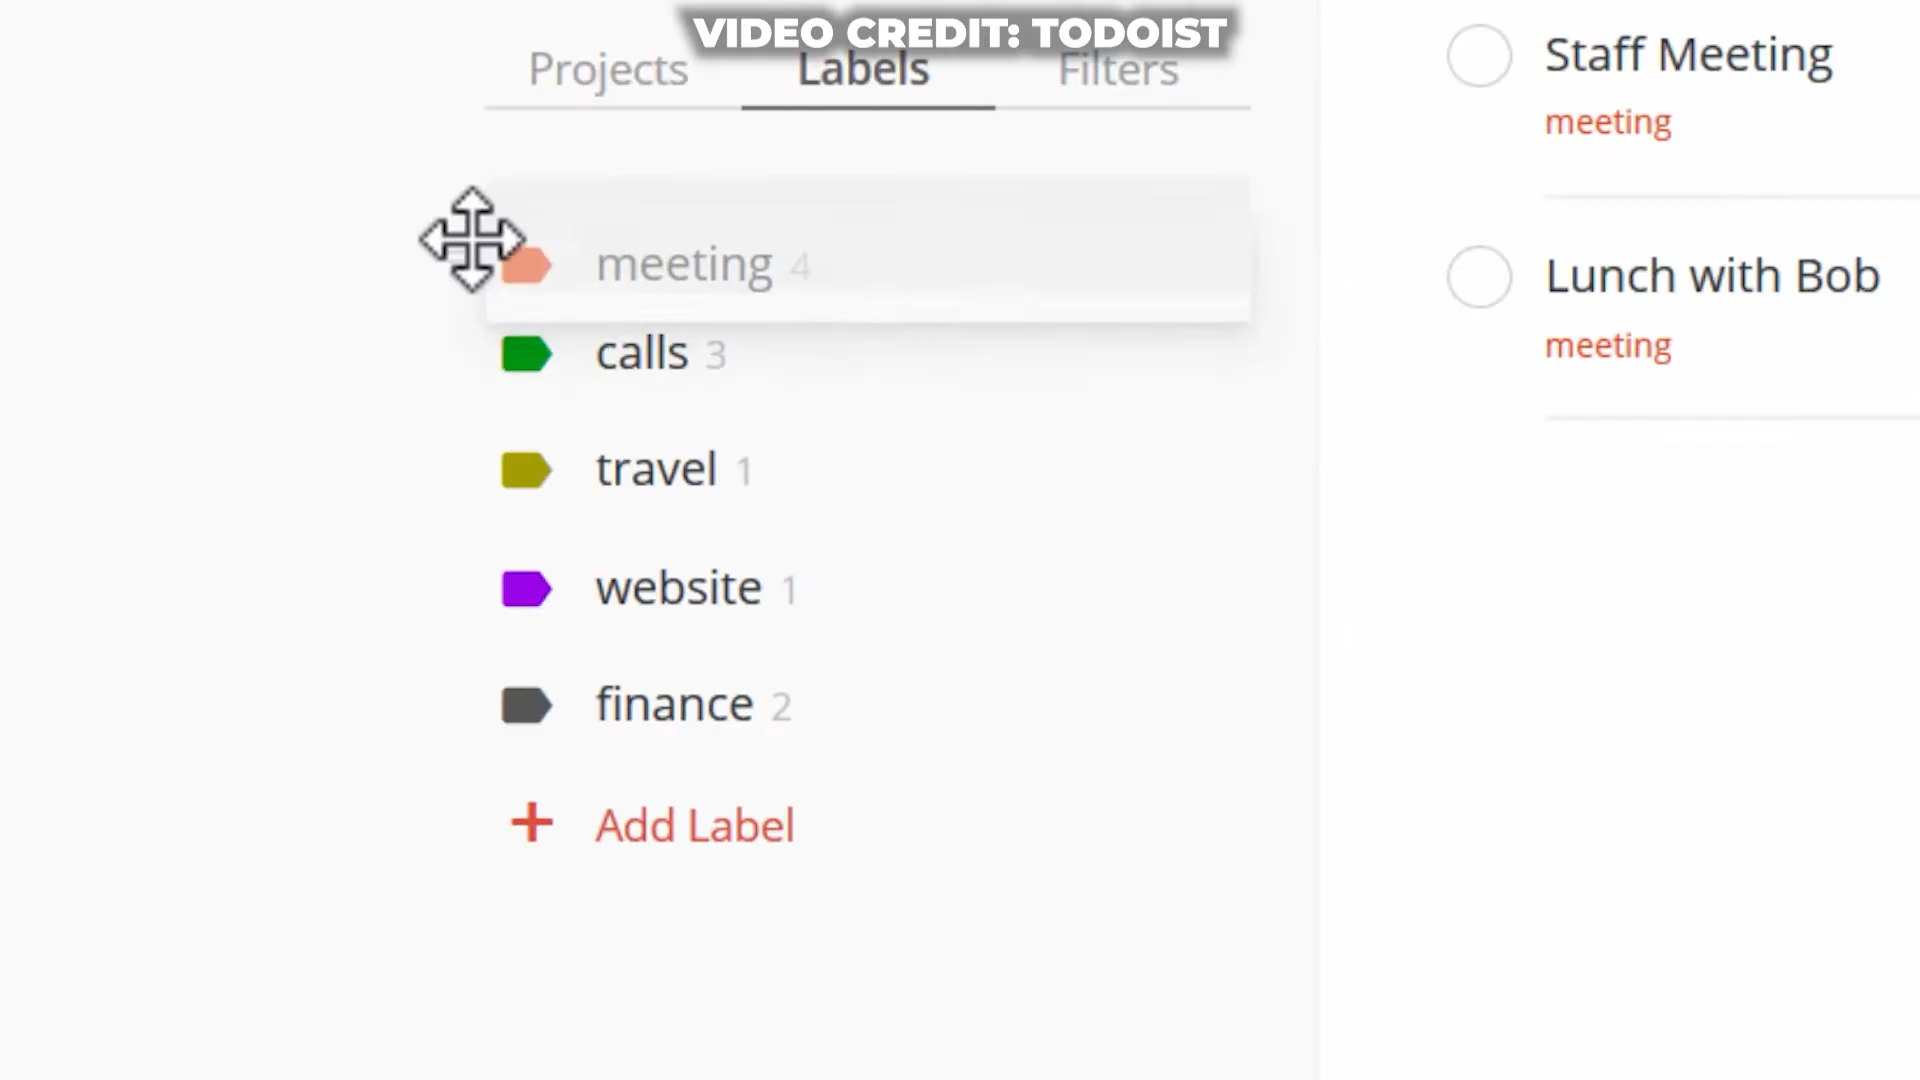 VIDEO CREDIT: TODOIST
Projects Labels Filters
meeting 4
calls 3
travel 1
website 1
finance 2
+ Add Label
Staff Meeting
meeting
Lunch with Bob
meeting